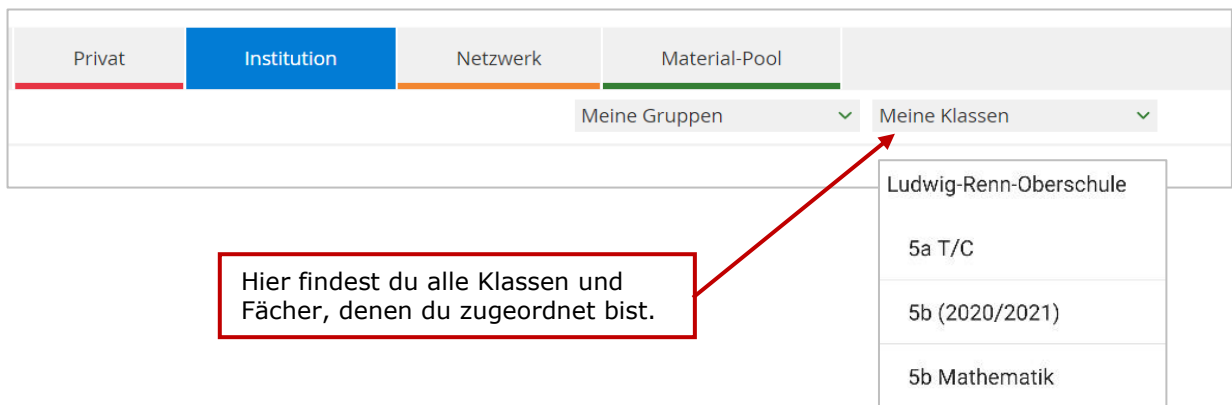 Privat
Institution
Netzwerk
Material-Pool
Meine Gruppen
Meine Klassen
Ludwig-Renn-Oberschule
5a T/C
5b (2020/2021)
5b Mathematik
Hier findest du alle Klassen und
Fächer, denen du zugeordnet bist.